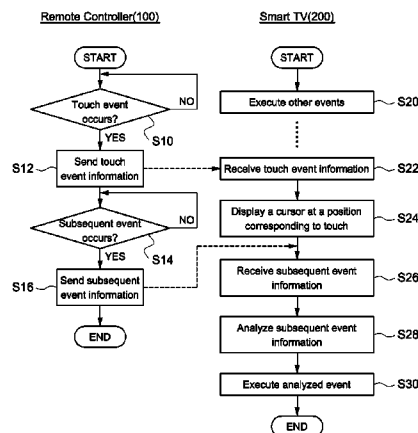 Remote Controller(100)
START
Touch event
occurs?
NO
YES
S10
S12
Send touch
event information
Subsequent event
occurs?
NO
YES
S14
S16
Send subsequent
event information
END
Smart TV(200)
START
Execute other events
S20
Receive touch event information
S22
Display a cursor at a position
corresponding to touch
S24
Receive subsequent event
information
S26
Analyze subsequent event
information
S28
Execute analyzed event
S30
END